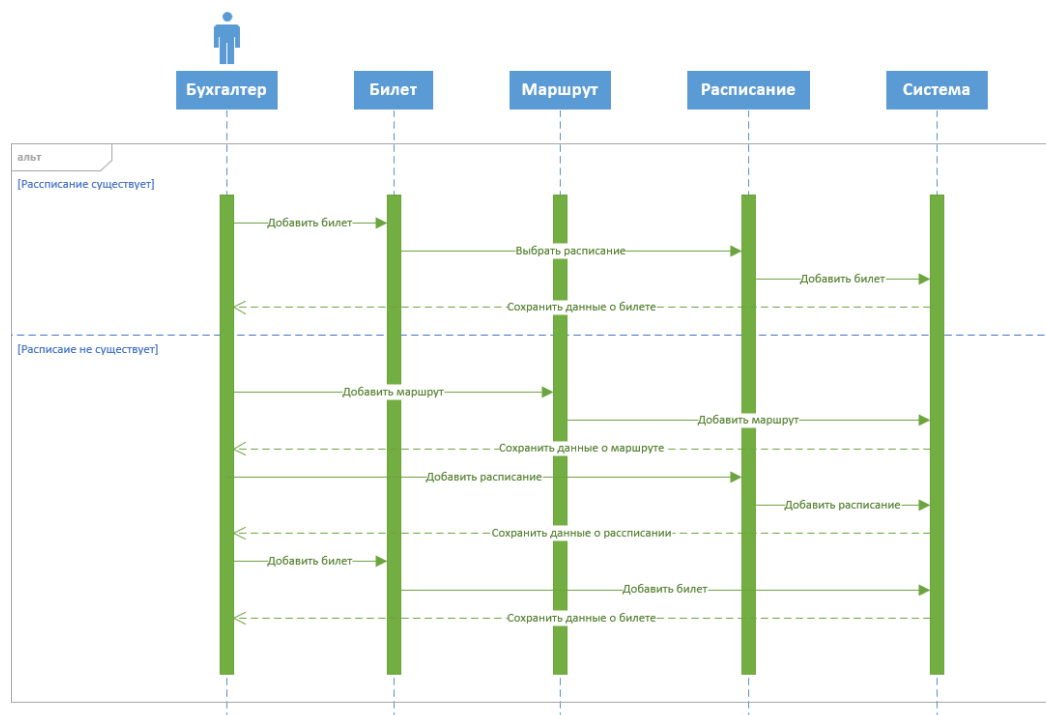 Бухгалтер
Билет
Маршрут
Расписание
Система
альт
[Рассписание существует]
Добавить билет
Выбрать расписание
Добавить билет
Сохранить данные о билете
[Расписаие не существует]
Добавить маршрут
Добавить маршрут
Сохранить данные о маршруте
Добавить расписание
Добавить расписание
Сохранить данные о рассписании
Добавить билет
Добавить билет
Сохранить данные о билете